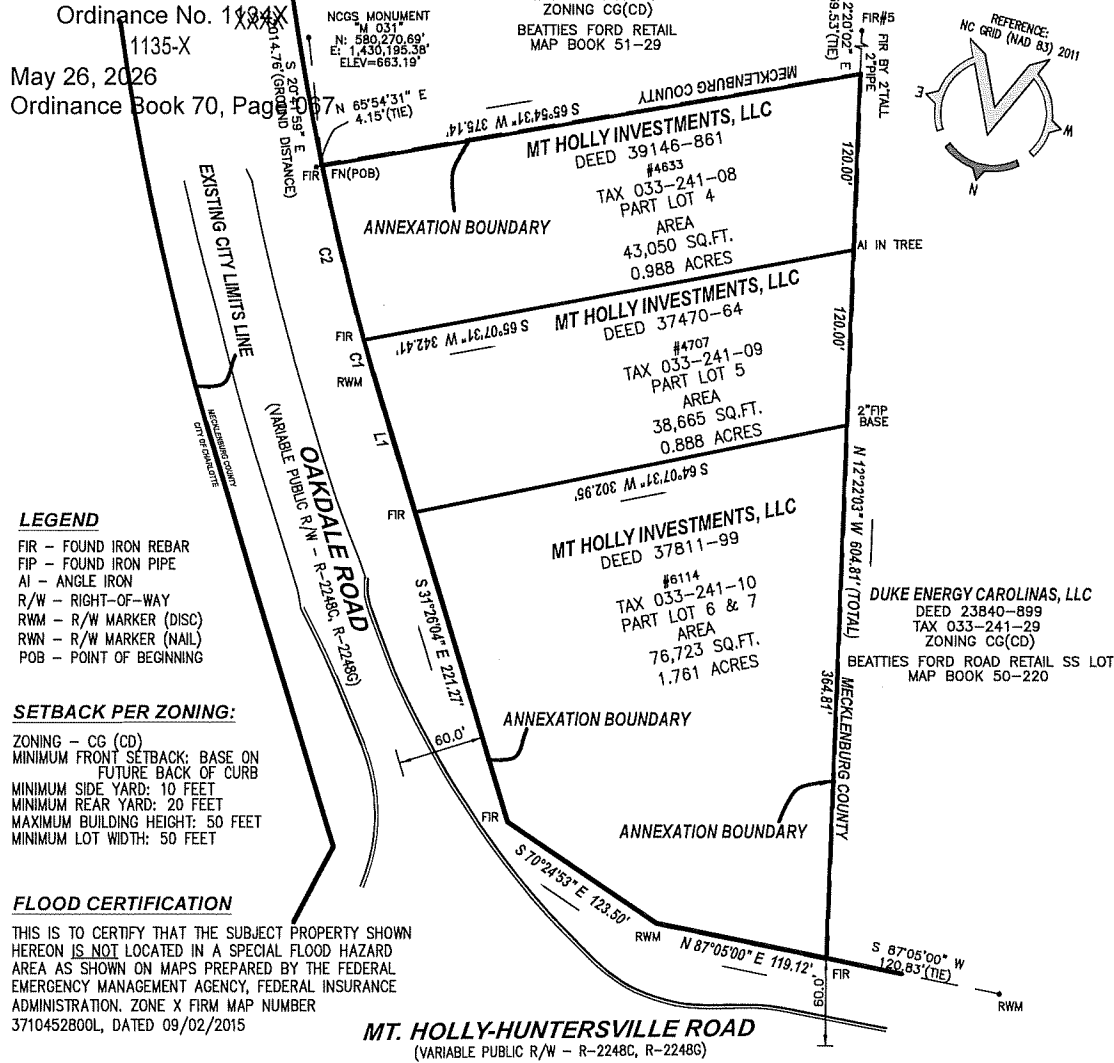 Ordinance No. 1134X
XXXX
1135-X
May 26, 2026
Ordinance Book 70, Page 067
NCGS MONUMENT
"M 031"
N: 580,270.69'
E: 1,430,195.38'
ELEV=663.19'
ZONING CG(CD)
BEATTIES FORD RETAIL
MAP BOOK 51-29
FIR#5
FIR BY 2'TALL
2"PIPE
REFERENCE:
NC GRID (NAD 83) 2011
E
W
N
N 65°54'31" E
4.15'(TIE)
FIR FN(POB)
S 65°54'31" W 375.14'
MECKLENBURG COUNTY
MT HOLLY INVESTMENTS, LLC
DEED 39146-861
#4633
TAX 033-241-08
PART LOT 4
AREA
43,050 SQ.FT.
0.988 ACRES
ANNEXATION BOUNDARY
120.00'
EXISTING CITY LIMITS LINE
C2
AI IN TREE
FIR
S 65°07'31" W 342.41'
MT HOLLY INVESTMENTS, LLC
DEED 37470-64
#4707
TAX 033-241-09
PART LOT 5
AREA
38,665 SQ.FT.
0.888 ACRES
120.00'
C1
RWM
L1
2"FIP
BASE
MECKLENBURG COUNTY
CITY OF CHARLOTTE
OAKDALE ROAD
(VARIABLE PUBLIC R/W - R-2248C, R-2248G)
FIR
S 64°07'31" W 302.95'
MT HOLLY INVESTMENTS, LLC
DEED 37811-99
#6114
TAX 033-241-10
PART LOT 6 & 7
AREA
76,723 SQ.FT.
1.761 ACRES
N 12°22'03" W 604.81'(TOTAL)
LEGEND
FIR - FOUND IRON REBAR
FIP - FOUND IRON PIPE
AI - ANGLE IRON
R/W - RIGHT-OF-WAY
RWM - R/W MARKER (DISC)
RWN - R/W MARKER (NAIL)
POB - POINT OF BEGINNING
DUKE ENERGY CAROLINAS, LLC
DEED 23840-899
TAX 033-241-29
ZONING CG(CD)
BEATTIES FORD ROAD RETAIL SS LOT
MAP BOOK 50-220
S 31°26'04" E 221.27'
364.81'
MECKLENBURG COUNTY
ANNEXATION BOUNDARY
60.0'
SETBACK PER ZONING:
ZONING - CG (CD)
MINIMUM FRONT SETBACK: BASE ON
FUTURE BACK OF CURB
MINIMUM SIDE YARD: 10 FEET
MINIMUM REAR YARD: 20 FEET
MAXIMUM BUILDING HEIGHT: 50 FEET
MINIMUM LOT WIDTH: 50 FEET
FIR
ANNEXATION BOUNDARY
S 70°24'53" E 123.50'
RWM
N 87°05'00" E 119.12'
FIR
S 87°05'00" W
120.83'(TIE)
RWM
60.0'
FLOOD CERTIFICATION
THIS IS TO CERTIFY THAT THE SUBJECT PROPERTY SHOWN
HEREON IS NOT LOCATED IN A SPECIAL FLOOD HAZARD
AREA AS SHOWN ON MAPS PREPARED BY THE FEDERAL
EMERGENCY MANAGEMENT AGENCY, FEDERAL INSURANCE
ADMINISTRATION. ZONE X FIRM MAP NUMBER
3710452800L, DATED 09/02/2015
MT. HOLLY-HUNTERSVILLE ROAD
(VARIABLE PUBLIC R/W - R-2248C, R-2248G)